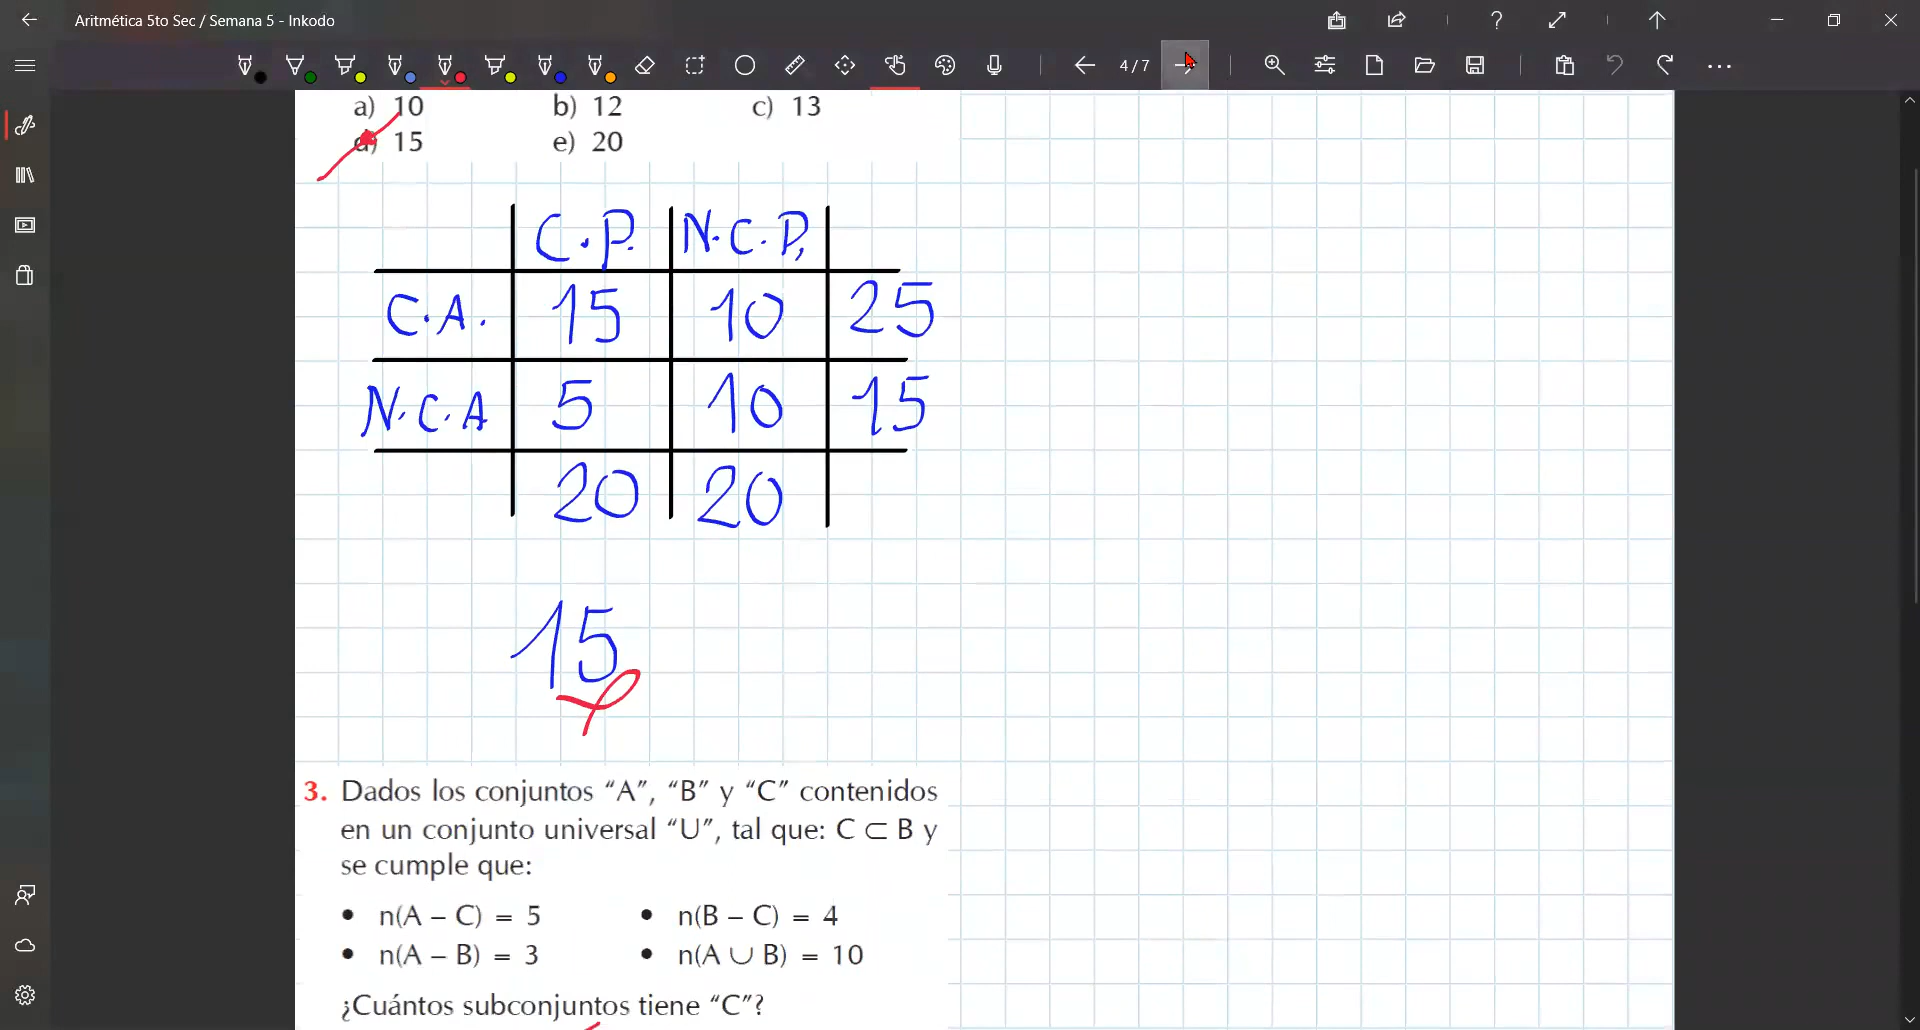 Aritmética 5to Sec / Semana 5 - Inkodo
4 / 7
a) 10 b) 12 c) 13
d) 15 e) 20
C.P. N.C.P.
C.A. 15 10 25
N.C.A 5 10 15
20 20
15
3. Dados los conjuntos “A”, “B” y “C” contenidos
en un conjunto universal “U”, tal que: C ⊂ B y
se cumple que:
• n(A – C) = 5 • n(B – C) = 4
• n(A – B) = 3 • n(A ∪ B) = 10
¿Cuántos subconjuntos tiene “C”?